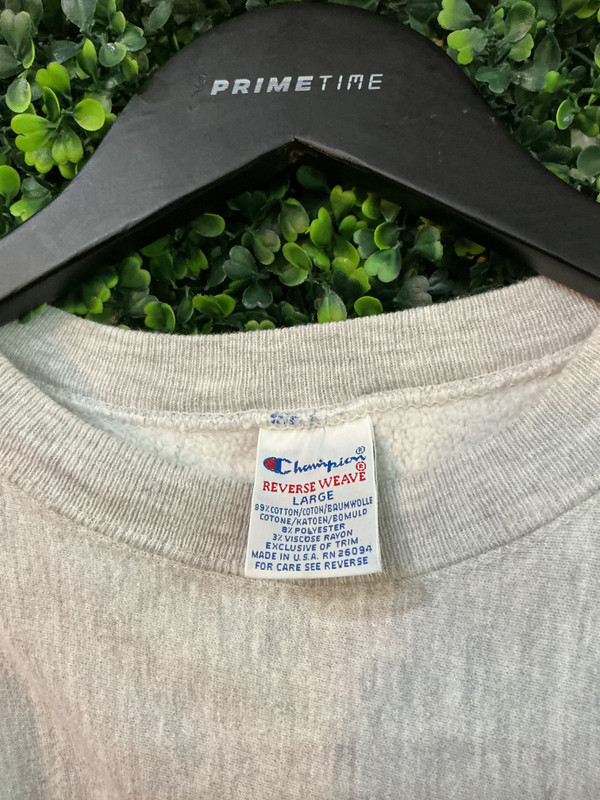 PRIMETIME
Champion®
REVERSE WEAVE®
LARGE
89% COTTON/COTON/BAUMWOLLE
COTONE/KATOEN/BOMULD
8% POLYESTER
3% VISCOSE RAYON
EXCLUSIVE OF TRIM
MADE IN U.S.A. RN 26094
FOR CARE SEE REVERSE